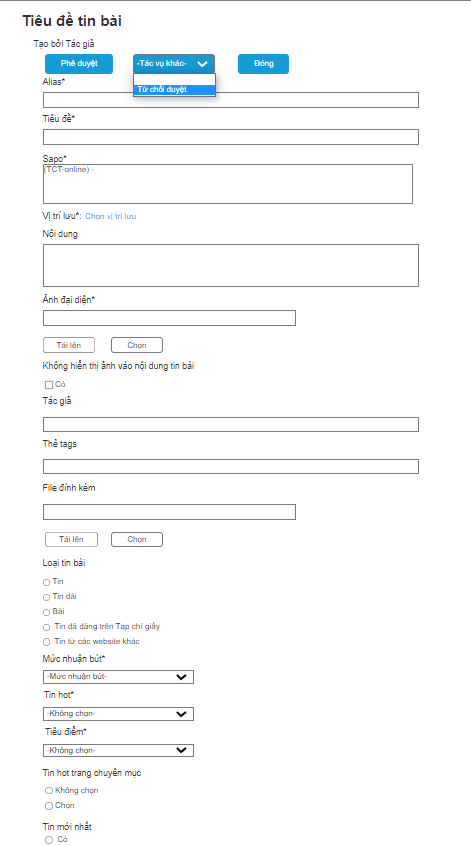 Tiêu đề tin bài
Tạo bởi Tác giả
Phê duyệt
-Tác vụ khác-
Đóng
Từ chối duyệt
Alias*
Tiêu đề*
Sapo*
(TCT-online) -
Vị trí lưu*: Chọn vị trí lưu
Nội dung
Ảnh đại diện*
Tải lên
Chọn
Không hiển thị ảnh vào nội dung tin bài
Có
Tác giả
Thẻ tags
File đính kèm
Tải lên
Chọn
Loại tin bài
Tin
Tin dài
Bài
Tin đã đăng trên Tạp chí giấy
Tin từ các website khác
Mức nhuận bút*
-Mức nhuận bút-
Tin hot*
-Không chọn-
Tiêu điểm*
-Không chọn-
Tin hot trang chuyên mục
Không chọn
Chọn
Tin mới nhất
Có